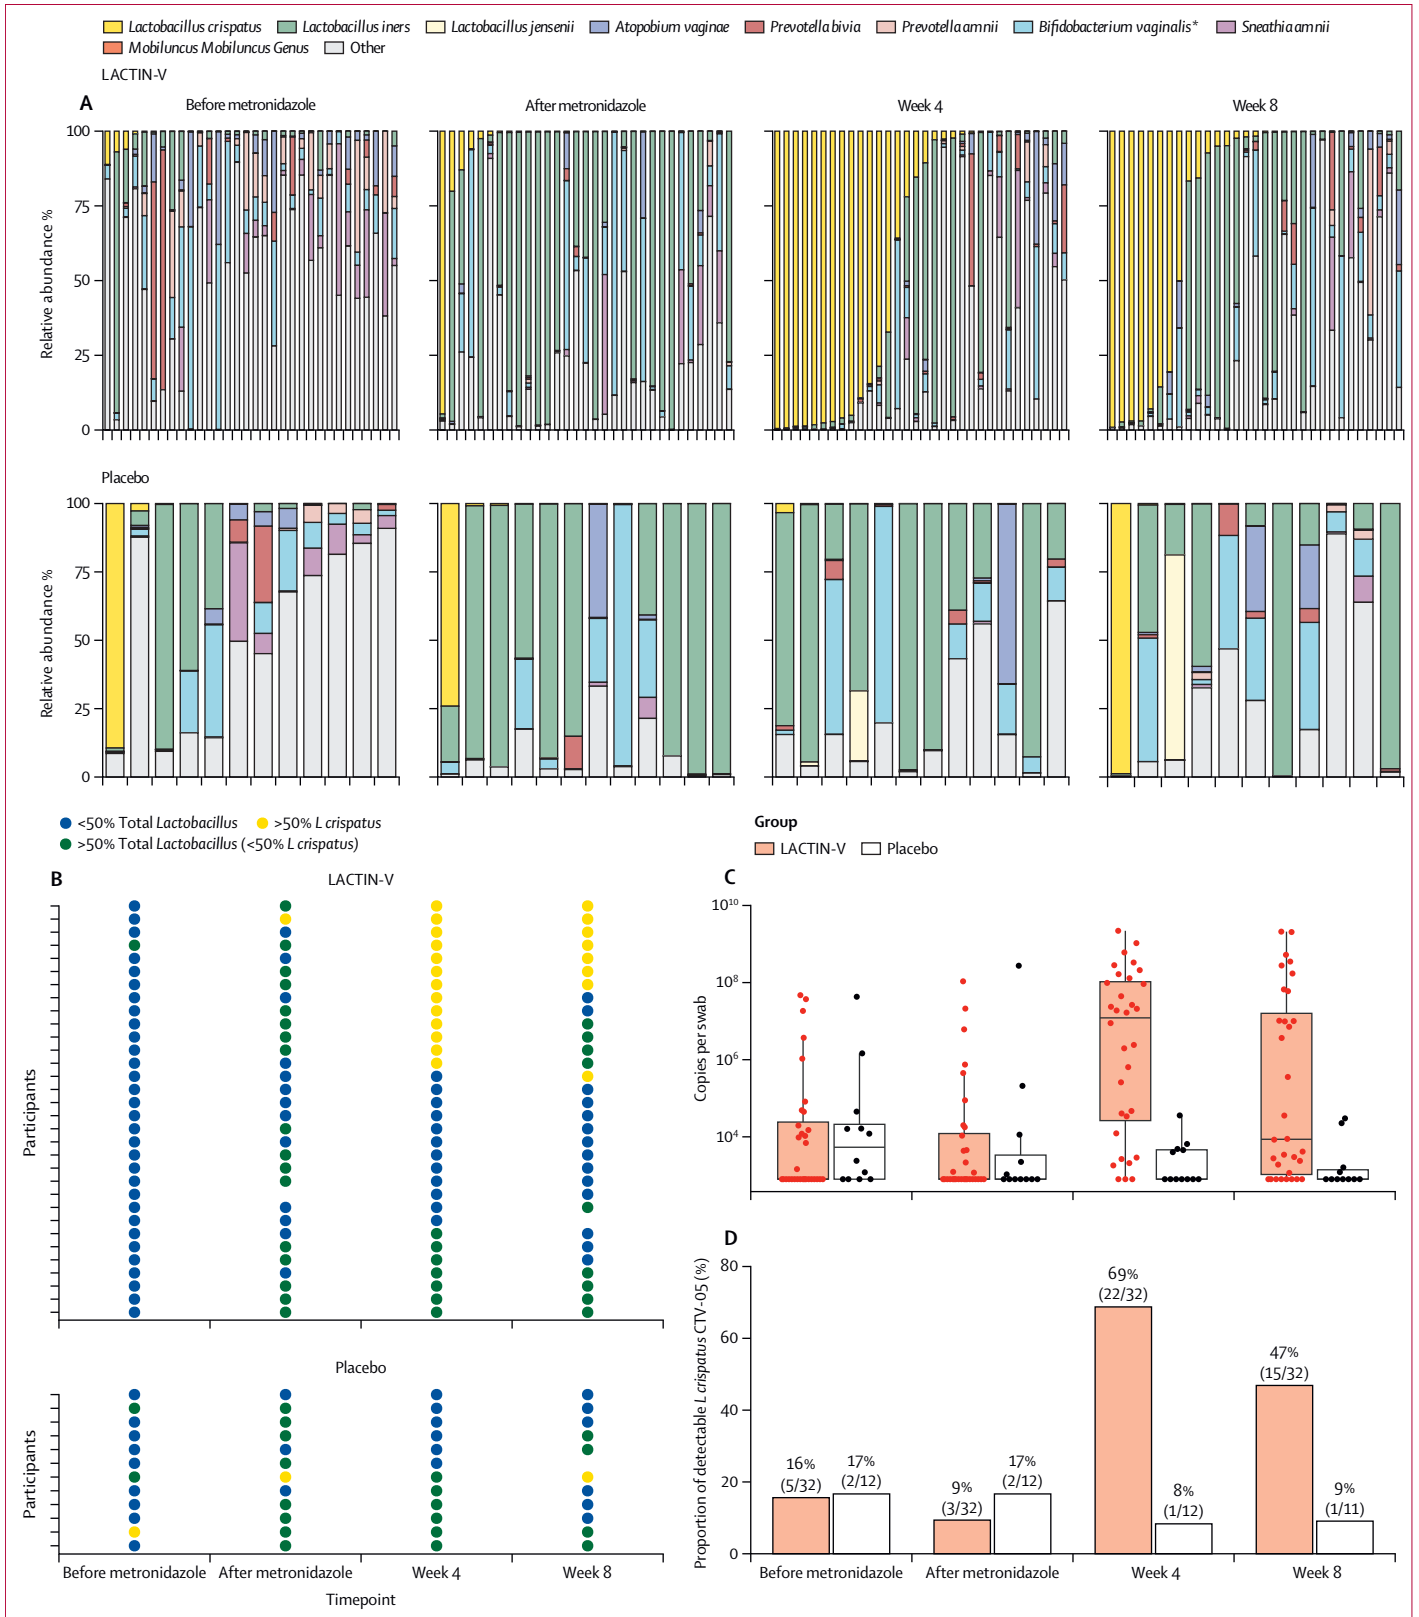 Lactobacillus crispatus Lactobacillus iners Lactobacillus jensenii Atopobium vaginae Prevotella bivia Prevotella amnii Bifidobacterium vaginalis* Sneathia amnii
Mobiluncus Mobiluncus Genus Other
LACTIN-V
A
Before metronidazole After metronidazole Week 4 Week 8
100
75
50
25
0
Relative abundance %
Placebo
100
75
50
25
0
Relative abundance %
<50% Total Lactobacillus >50% L crispatus
>50% Total Lactobacillus (<50% L crispatus)
B
LACTIN-V
Participants
Placebo
Participants
Before metronidazole After metronidazole Week 4 Week 8
Timepoint
Group
LACTIN-V Placebo
C
10¹⁰
10⁸
10⁶
10⁴
Copies per swab
D
80
60
40
20
0
Proportion of detectable L crispatus CTV-05 (%)
16%
(5/32)
17%
(2/12)
9%
(3/32)
17%
(2/12)
69%
(22/32)
8%
(1/12)
47%
(15/32)
9%
(1/11)
Before metronidazole After metronidazole Week 4 Week 8